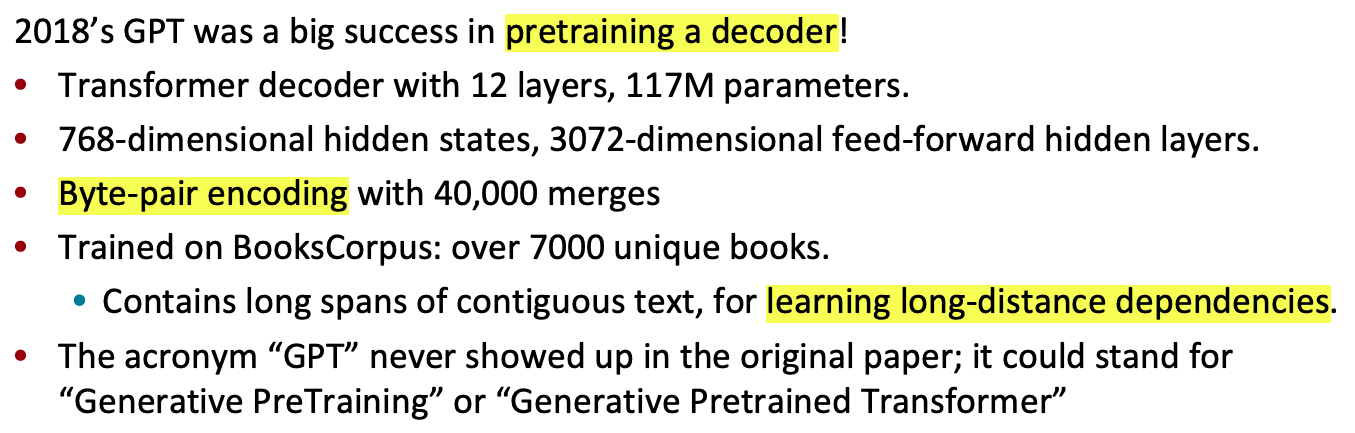 2018’s GPT was a big success in pretraining a decoder!
• Transformer decoder with 12 layers, 117M parameters.
• 768-dimensional hidden states, 3072-dimensional feed-forward hidden layers.
• Byte-pair encoding with 40,000 merges
• Trained on BooksCorpus: over 7000 unique books.
• Contains long spans of contiguous text, for learning long-distance dependencies.
• The acronym “GPT” never showed up in the original paper; it could stand for
“Generative PreTraining” or “Generative Pretrained Transformer”